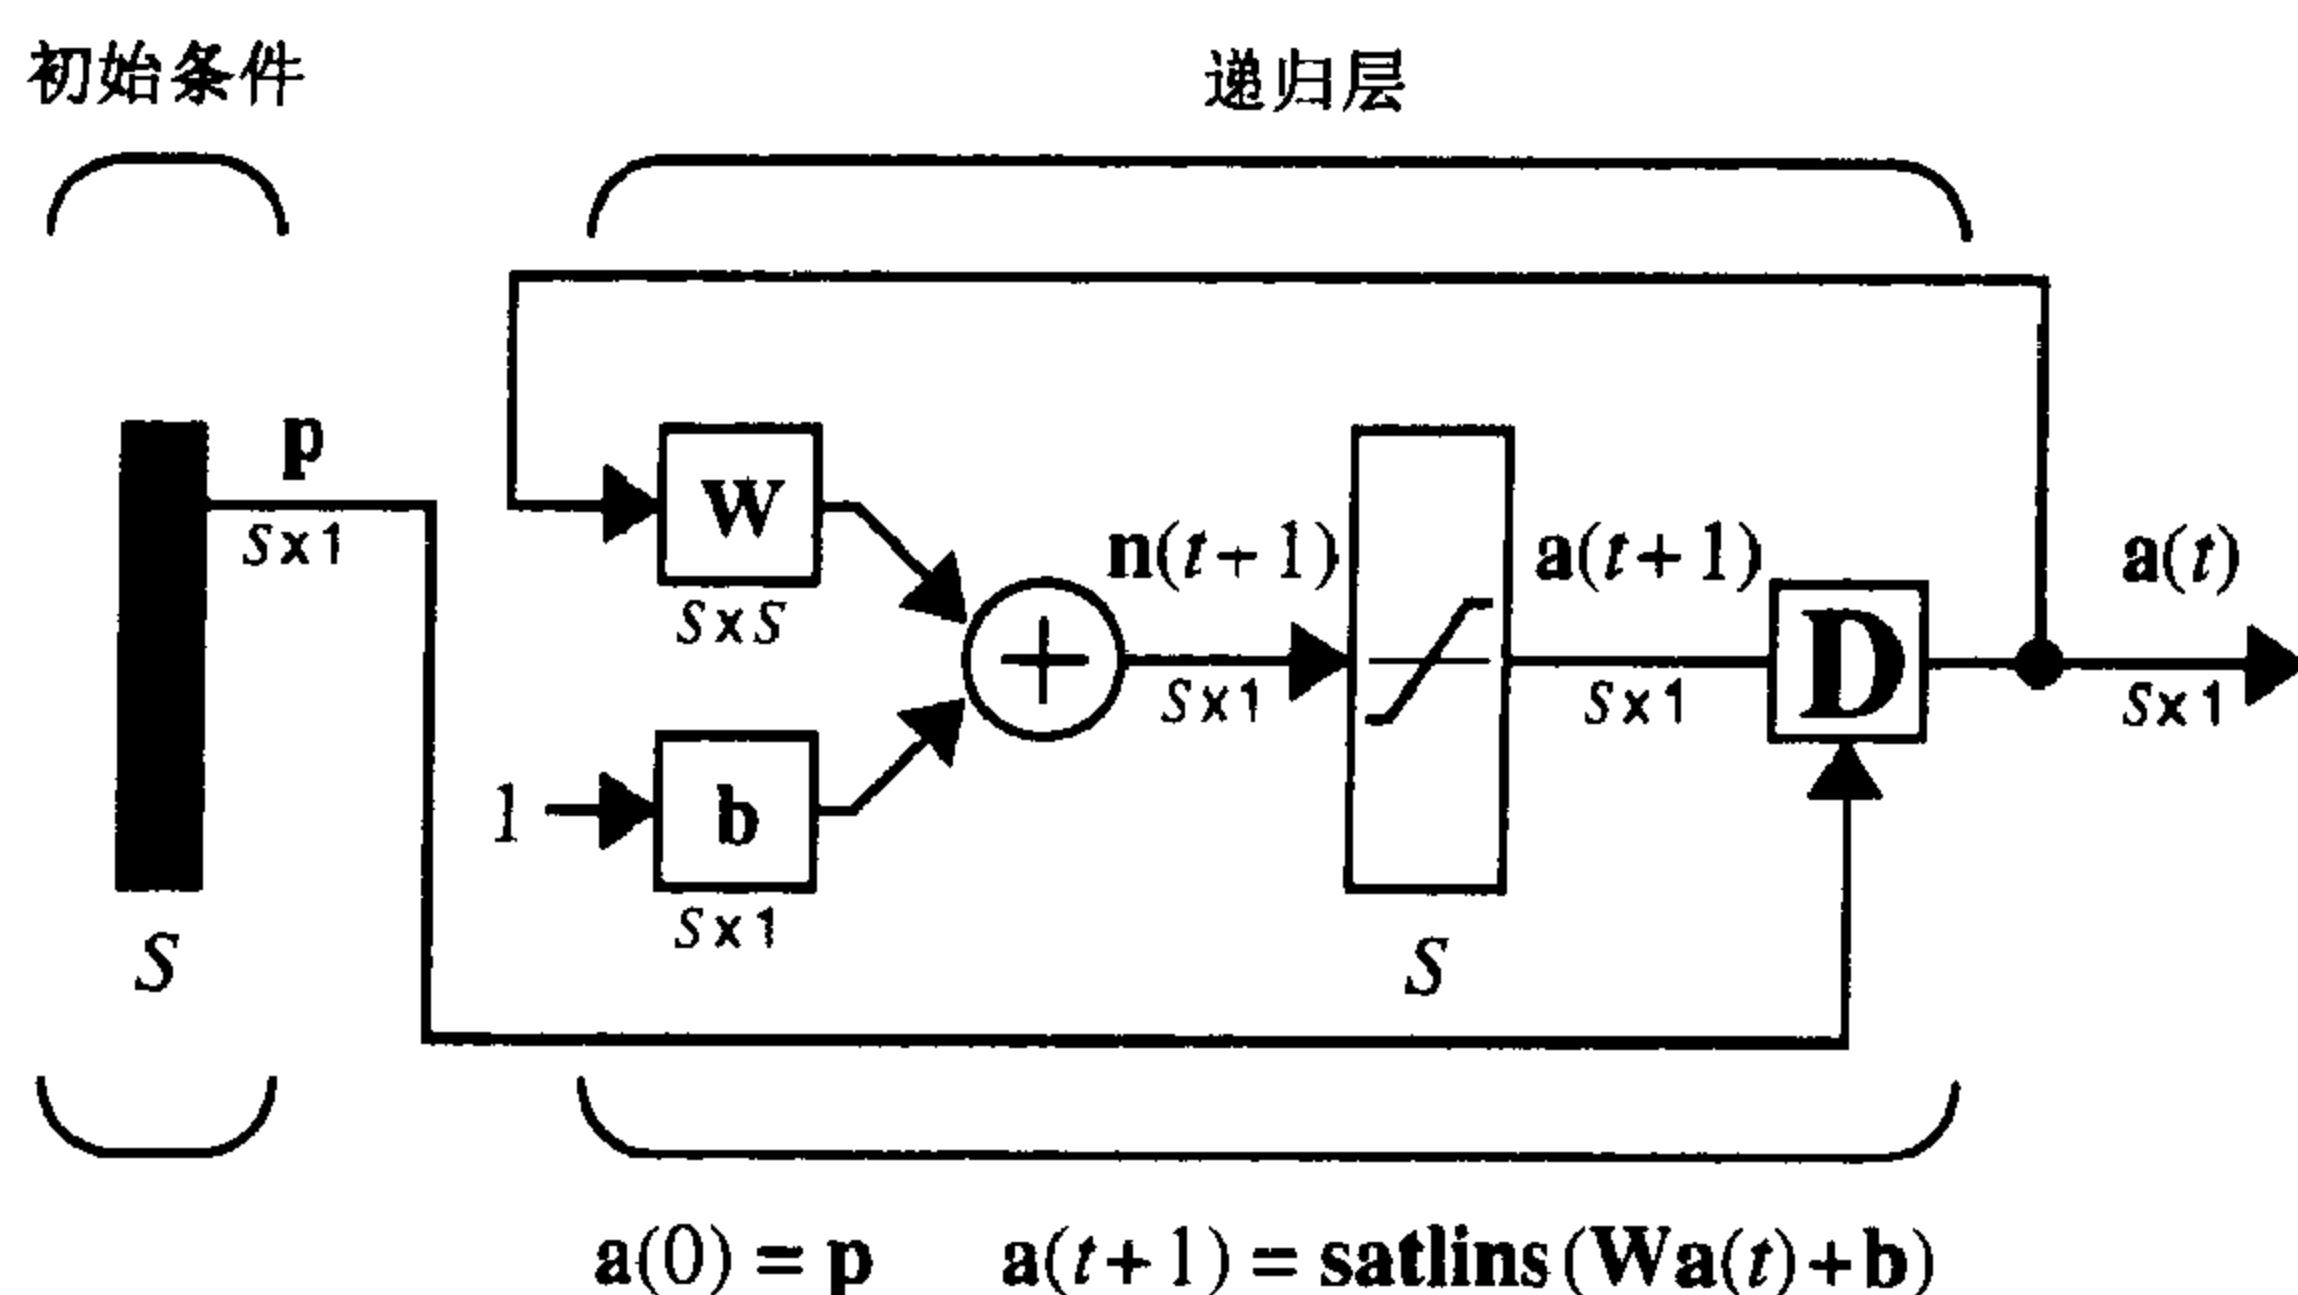 初始条件 递归层
p
S×1
W
S×S
n(t+1) a(t+1) a(t)
+ D
S×1 S×1 S×1
1 b
S×1
S S
a(0) = p a(t+1) = satlins(Wa(t)+b)